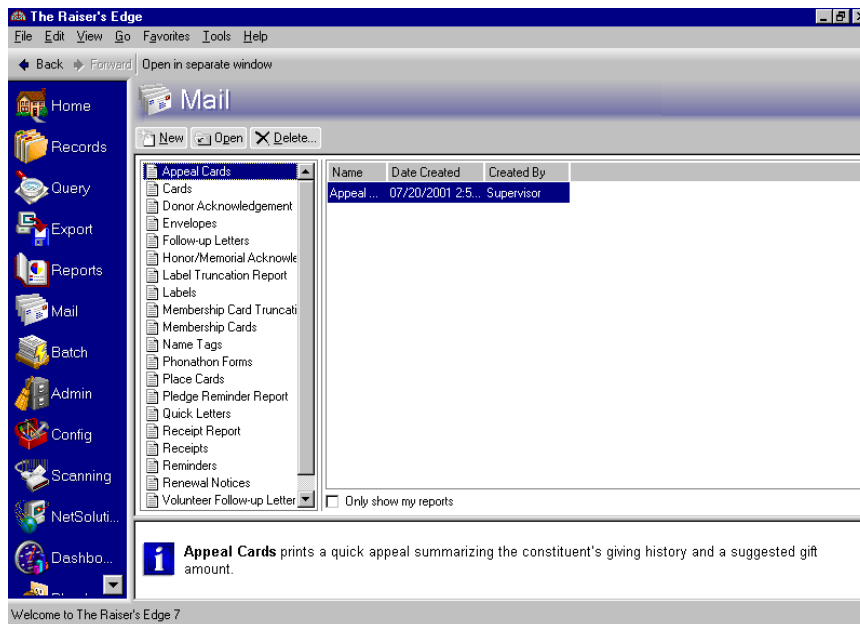 The Raiser's Edge
File Edit View Go Favorites Tools Help
Back Forward Open in separate window
Mail
New Open Delete...
Home
Records
Query
Export
Reports
Mail
Batch
Admin
Config
Scanning
NetSoluti...
Dashbo...
Appeal Cards
Cards
Donor Acknowledgement
Envelopes
Follow-up Letters
Honor/Memorial Acknowle
Label Truncation Report
Labels
Membership Card Truncati
Membership Cards
Name Tags
Phonathon Forms
Place Cards
Pledge Reminder Report
Quick Letters
Receipt Report
Receipts
Reminders
Renewal Notices
Volunteer Follow-up Letter
Name Date Created Created By
Appeal ... 07/20/2001 2:5... Supervisor
Only show my reports
Appeal Cards prints a quick appeal summarizing the constituent's giving history and a suggested gift
amount.
Welcome to The Raiser's Edge 7